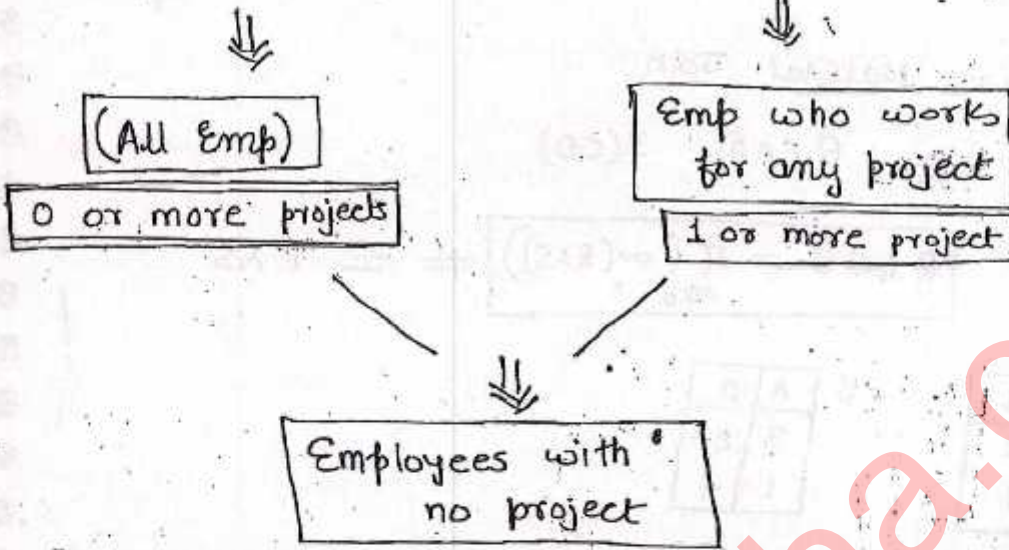 (All Emp)
0 or more projects
Emp who works
for any project
1 or more project
Employees with
no project